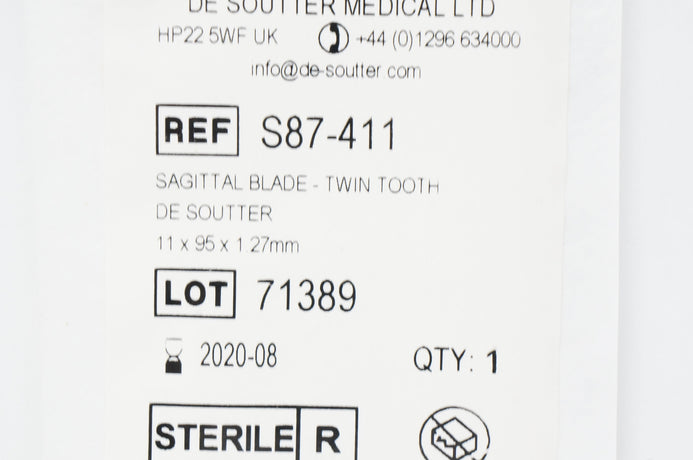 DE SOUTTER MEDICAL LTD
HP22 5WF UK +44 (0)1296 634000
info@de-soutter com
REF S87-411
SAGITTAL BLADE - TWIN TOOTH
DE SOUTTER
11 x 95 x 1 27mm
LOT 71389
2020-08 QTY: 1
STERILE R